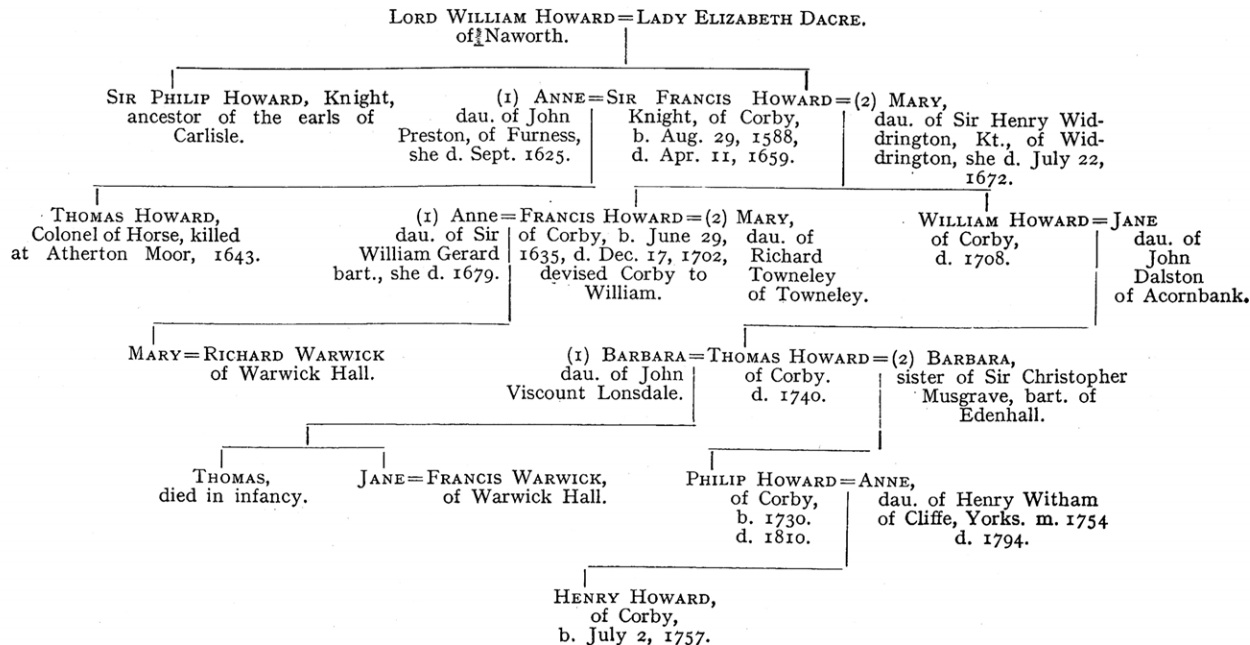 LORD WILLIAM HOWARD=LADY ELIZABETH DACRE.
of Naworth.
SIR PHILIP HOWARD, Knight,
ancestor of the earls of
Carlisle.
(1) ANNE=SIR FRANCIS HOWARD=(2) MARY,
dau. of John
Preston, of Furness,
she d. Sept. 1625.
Knight, of Corby,
b. Aug. 29, 1588,
d. Apr. 11, 1659.
dau. of Sir Henry Wid-
drington, Kt., of Wid-
drington, she d. July 22,
1672.
THOMAS HOWARD,
Colonel of Horse, killed
at Atherton Moor, 1643.
(1) Anne=FRANCIS HOWARD=(2) MARY,
dau. of Sir
William Gerard
bart., she d. 1679.
of Corby, b. June 29,
1635, d. Dec. 17, 1702,
devised Corby to
William.
dau. of
Richard
Towneley
of Towneley.
WILLIAM HOWARD=JANE
of Corby,
d. 1708.
dau. of
John
Dalston
of Acornbank.
MARY=RICHARD WARWICK
of Warwick Hall.
(1) BARBARA=THOMAS HOWARD=(2) BARBARA,
dau. of John
Viscount Lonsdale.
of Corby.
d. 1740.
sister of Sir Christopher
Musgrave, bart. of
Edenhall.
THOMAS,
died in infancy.
JANE=FRANCIS WARWICK,
of Warwick Hall.
PHILIP HOWARD=ANNE,
of Corby,
b. 1730.
d. 1810.
dau. of Henry Witham
of Cliffe, Yorks. m. 1754
d. 1794.
HENRY HOWARD,
of Corby,
b. July 2, 1757.